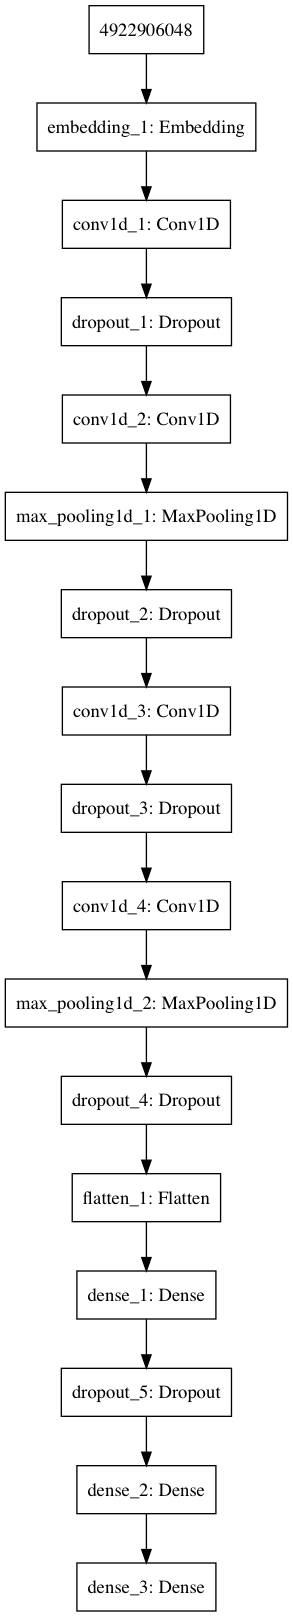 4922906048
embedding_1: Embedding
conv1d_1: Conv1D
dropout_1: Dropout
conv1d_2: Conv1D
max_pooling1d_1: MaxPooling1D
dropout_2: Dropout
conv1d_3: Conv1D
dropout_3: Dropout
conv1d_4: Conv1D
max_pooling1d_2: MaxPooling1D
dropout_4: Dropout
flatten_1: Flatten
dense_1: Dense
dropout_5: Dropout
dense_2: Dense
dense_3: Dense